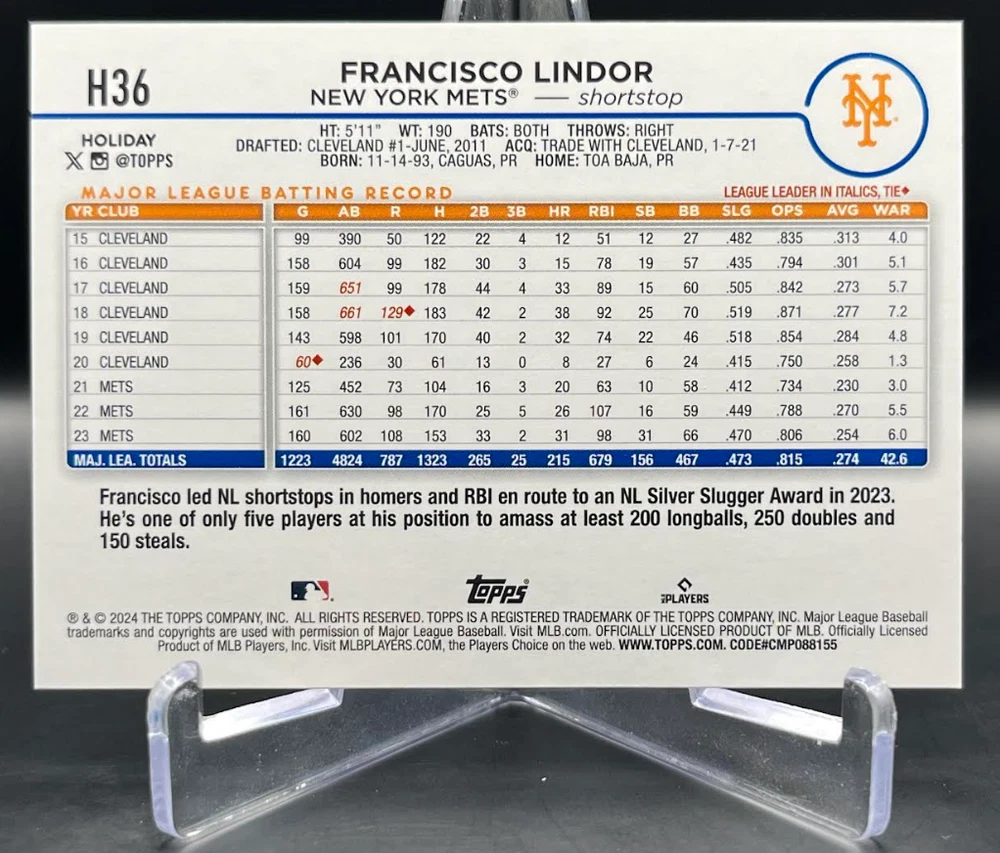 H36
FRANCISCO LINDOR
NEW YORK METS® — shortstop
NY
HOLIDAY
X @TOPPS
HT: 5'11" WT: 190 BATS: BOTH THROWS: RIGHT
DRAFTED: CLEVELAND #1-JUNE, 2011 ACQ: TRADE WITH CLEVELAND, 1-7-21
BORN: 11-14-93, CAGUAS, PR HOME: TOA BAJA, PR
MAJOR LEAGUE BATTING RECORD LEAGUE LEADER IN ITALICS, TIE♦
YR CLUB G AB R H 2B 3B HR RBI SB BB SLG OPS AVG WAR
15 CLEVELAND 99 390 50 122 22 4 12 51 12 27 .482 .835 .313 4.0
16 CLEVELAND 158 604 99 182 30 3 15 78 19 57 .435 .794 .301 5.1
17 CLEVELAND 159 651 99 178 44 4 33 89 15 60 .505 .842 .273 5.7
18 CLEVELAND 158 661 129♦ 183 42 2 38 92 25 70 .519 .871 .277 7.2
19 CLEVELAND 143 598 101 170 40 2 32 74 22 46 .518 .854 .284 4.8
20 CLEVELAND 60♦ 236 30 61 13 0 8 27 6 24 .415 .750 .258 1.3
21 METS 125 452 73 104 16 3 20 63 10 58 .412 .734 .230 3.0
22 METS 161 630 98 170 25 5 26 107 16 59 .449 .788 .270 5.5
23 METS 160 602 108 153 33 2 31 98 31 66 .470 .806 .254 6.0
MAJ. LEA. TOTALS 1223 4824 787 1323 265 25 215 679 156 467 .473 .815 .274 42.6
Francisco led NL shortstops in homers and RBI en route to an NL Silver Slugger Award in 2023.
He's one of only five players at his position to amass at least 200 longballs, 250 doubles and
150 steals.
Topps®
MLBPLAYERS
® & © 2024 THE TOPPS COMPANY, INC. ALL RIGHTS RESERVED. TOPPS IS A REGISTERED TRADEMARK OF THE TOPPS COMPANY, INC. Major League Baseball
trademarks and copyrights are used with permission of Major League Baseball. Visit MLB.com. OFFICIALLY LICENSED PRODUCT OF MLB. Officially Licensed
Product of MLB Players, Inc. Visit MLBPLAYERS.COM, the Players Choice on the web. WWW.TOPPS.COM. CODE#CMP088155